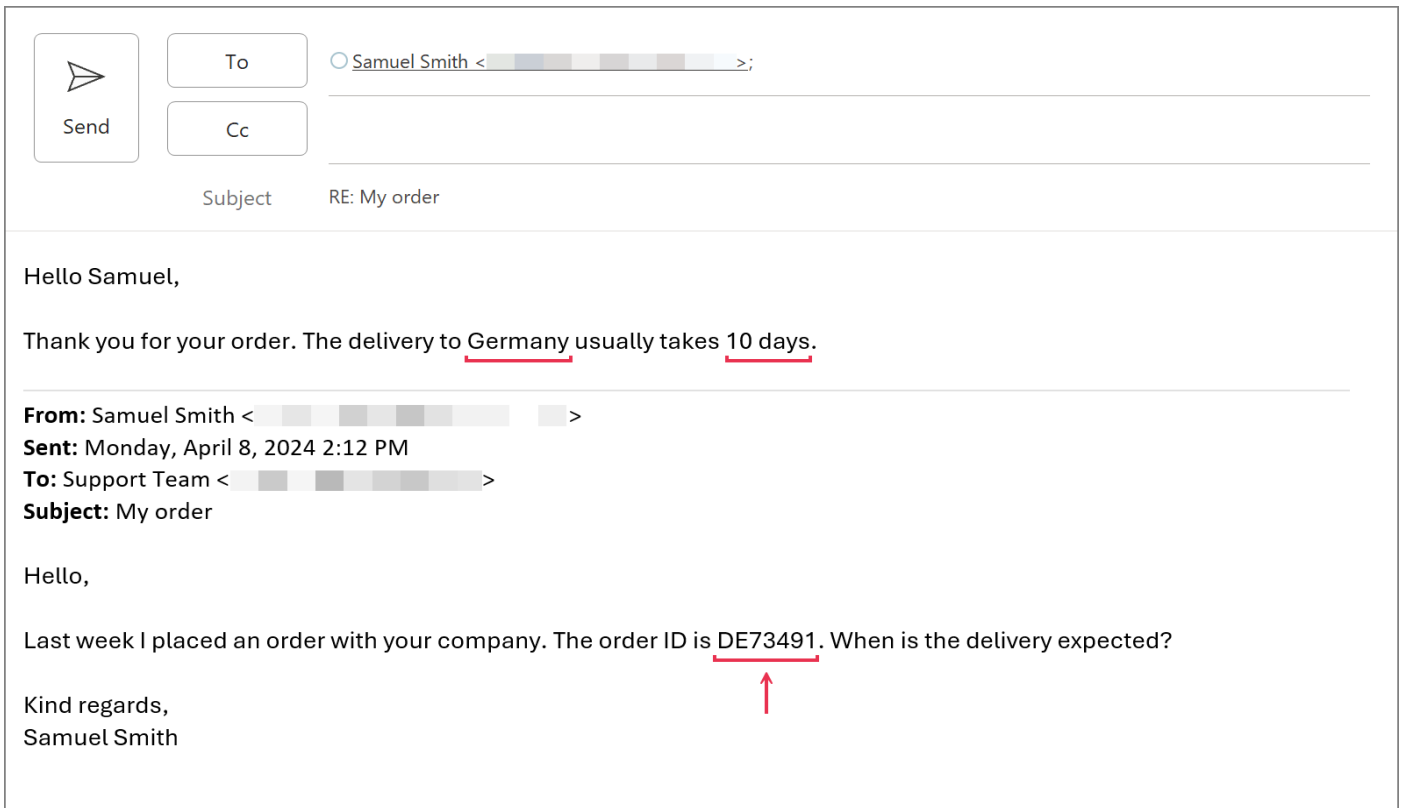 Send
To
Samuel Smith < >;
Cc
Subject
RE: My order
Hello Samuel,
Thank you for your order. The delivery to Germany usually takes 10 days.
From: Samuel Smith < >
Sent: Monday, April 8, 2024 2:12 PM
To: Support Team < >
Subject: My order
Hello,
Last week I placed an order with your company. The order ID is DE73491. When is the delivery expected?
Kind regards,
Samuel Smith